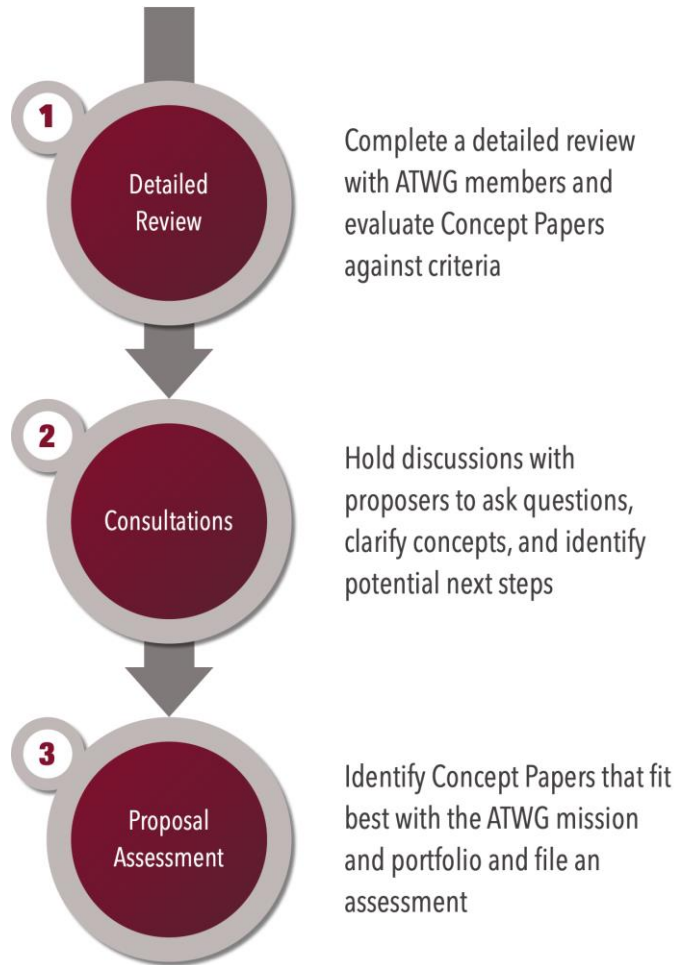 1
Detailed
Review
Complete a detailed review
with ATWG members and
evaluate Concept Papers
against criteria
2
Consultations
Hold discussions with
proposers to ask questions,
clarify concepts, and identify
potential next steps
3
Proposal
Assessment
Identify Concept Papers that fit
best with the ATWG mission
and portfolio and file an
assessment